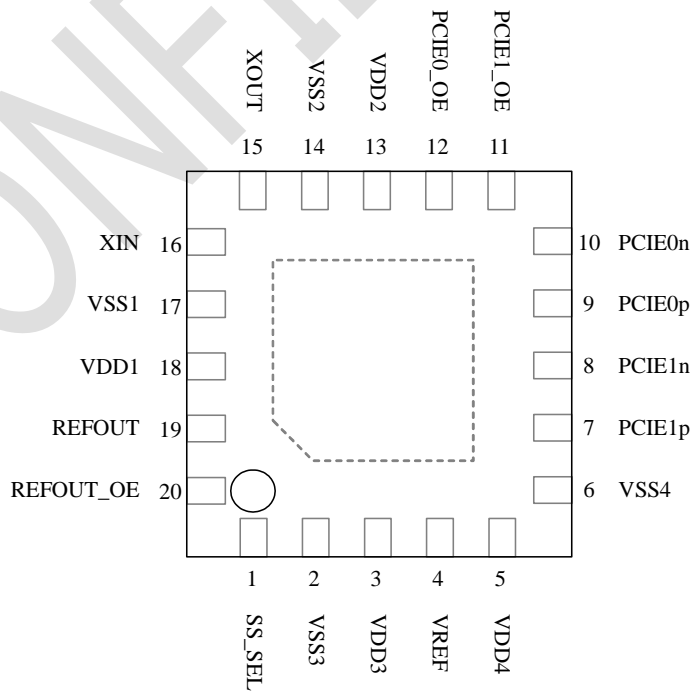 XOUT
VSS2
VDD2
PCIE0_OE
PCIE1_OE
15 14 13 12 11
XIN 16
VSS1 17
VDD1 18
REFOUT 19
REFOUT_OE 20
10 PCIE0n
9 PCIE0p
8 PCIE1n
7 PCIE1p
6 VSS4
1 2 3 4 5
SS_SEL
VSS3
VDD3
VREF
VDD4